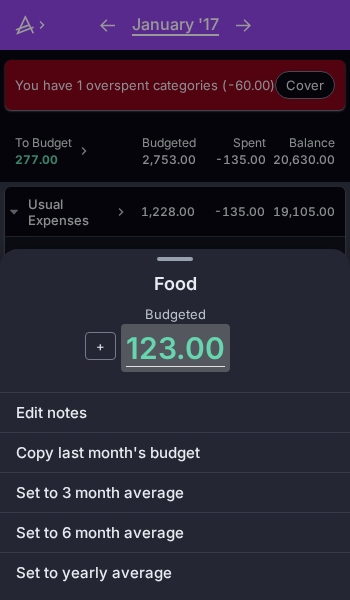 January '17
You have 1 overspent categories (-60.00) Cover
To Budget Budgeted Spent Balance
277.00 2,753.00 -135.00 20,630.00
Usual Expenses 1,228.00 -135.00 19,105.00
Food
Budgeted
+ 123.00
Edit notes
Copy last month's budget
Set to 3 month average
Set to 6 month average
Set to yearly average